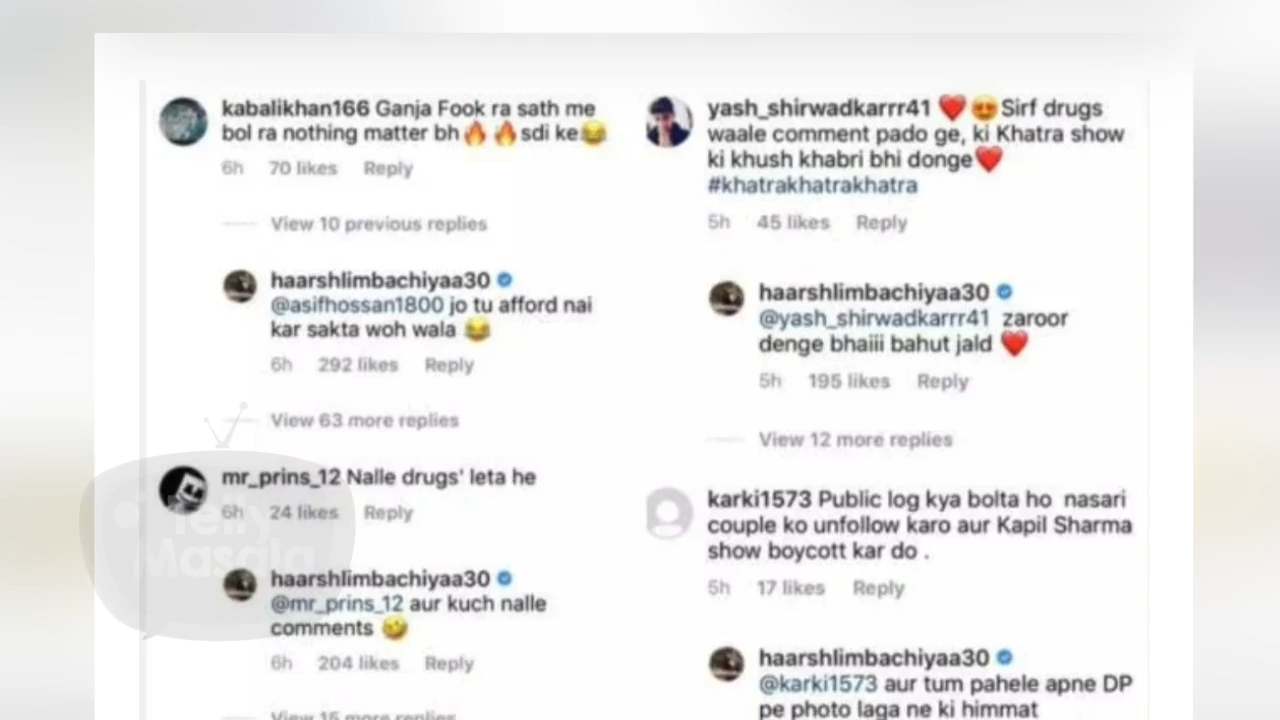 kabalikhan166 Ganja Fook ra sath me
bol ra nothing matter bh🔥 🔥 sdi ke😂
6h 70 likes Reply
View 10 previous replies
haarshlimbachiyaa30
@asifhossan1800 jo tu afford nai
kar sakta woh wala 😂
6h 292 likes Reply
View 63 more replies
mr_prins_12 Nalle drugs' leta he
6h 24 likes Reply
haarshlimbachiyaa30
@mr_prins_12 aur kuch nalle
comments 🤣
6h 204 likes Reply
View 15 more replies
Telly
Masala
yash_shirwadkarrr41 ❤️😍Sirf drugs
waale comment pado ge, ki Khatra show
ki khush khabri bhi donge❤️
#khatrakhatrakhatra
5h 45 likes Reply
haarshlimbachiyaa30
@yash_shirwadkarrr41 zaroor
denge bhaiii bahut jald ❤️
5h 195 likes Reply
View 12 more replies
karki1573 Public log kya bolta ho nasari
couple ko unfollow karo aur Kapil Sharma
show boycott kar do .
5h 17 likes Reply
haarshlimbachiyaa30
@karki1573 aur tum pahele apne DP
pe photo laga ne ki himmat